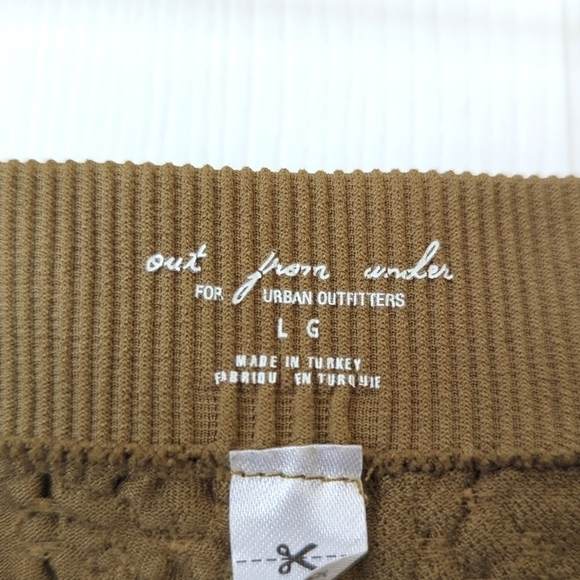 out from under
FOR URBAN OUTFITTERS
L G
MADE IN TURKEY
FABRIQU EN TURQUIE